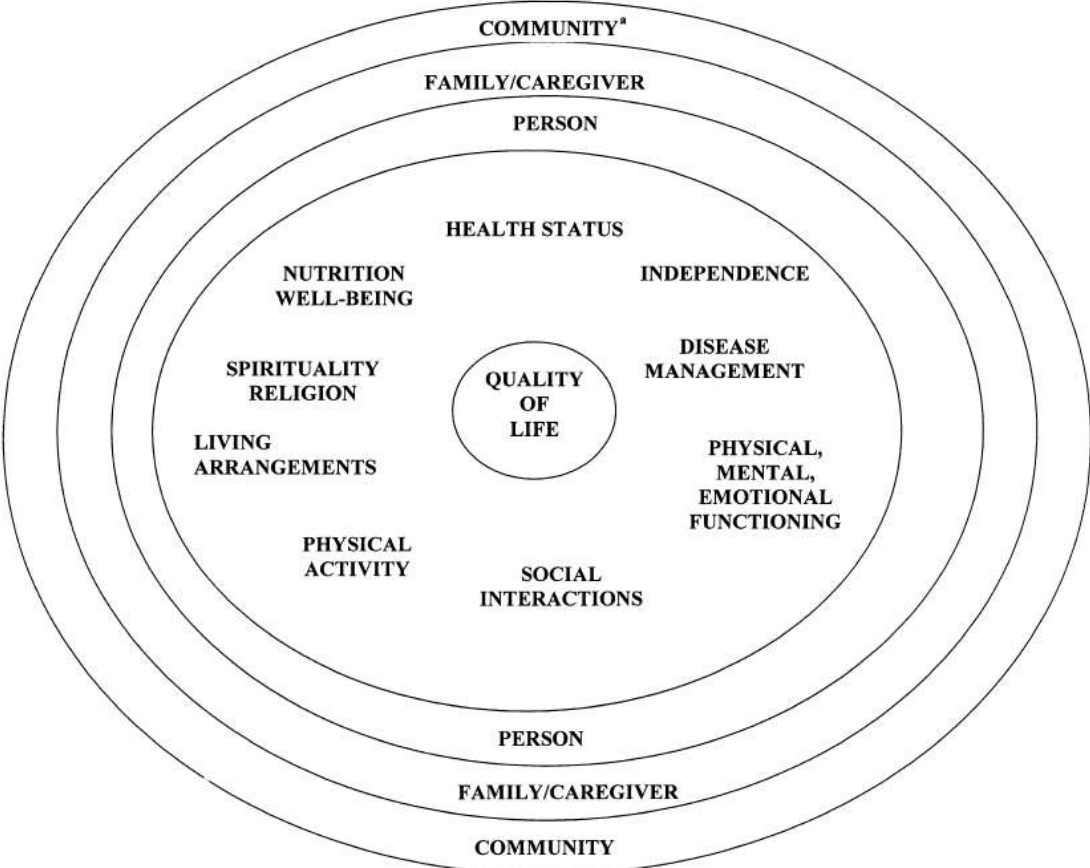 COMMUNITYª
FAMILY/CAREGIVER
PERSON
HEALTH STATUS
NUTRITION
WELL-BEING
INDEPENDENCE
SPIRITUALITY
RELIGION
QUALITY
OF
LIFE
DISEASE
MANAGEMENT
LIVING
ARRANGEMENTS
PHYSICAL,
MENTAL,
EMOTIONAL
FUNCTIONING
PHYSICAL
ACTIVITY
SOCIAL
INTERACTIONS
PERSON
FAMILY/CAREGIVER
COMMUNITY